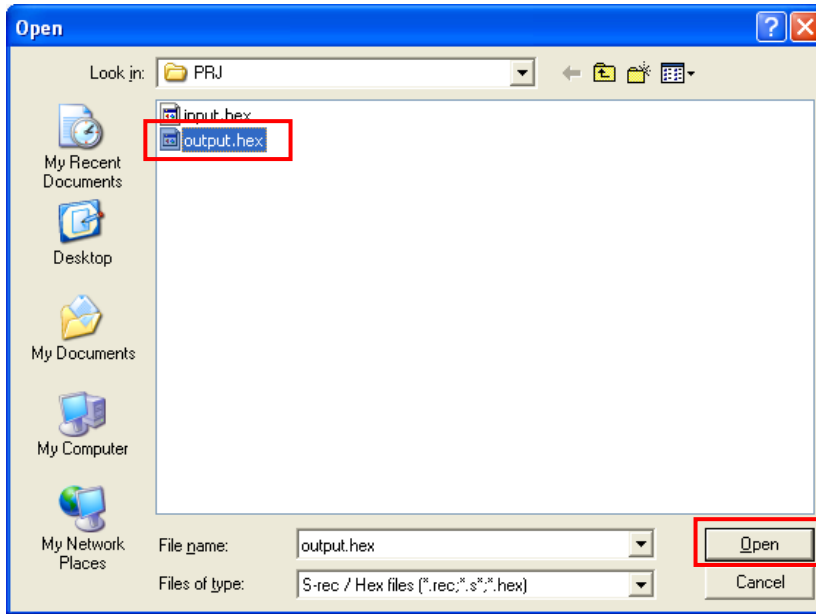 Open
Look in: PRJ
input.hex
output.hex
My Recent
Documents
Desktop
My Documents
My Computer
My Network
Places
File name: output.hex Open
Files of type: S-rec / Hex files (*.rec;*.s*;*.hex) Cancel